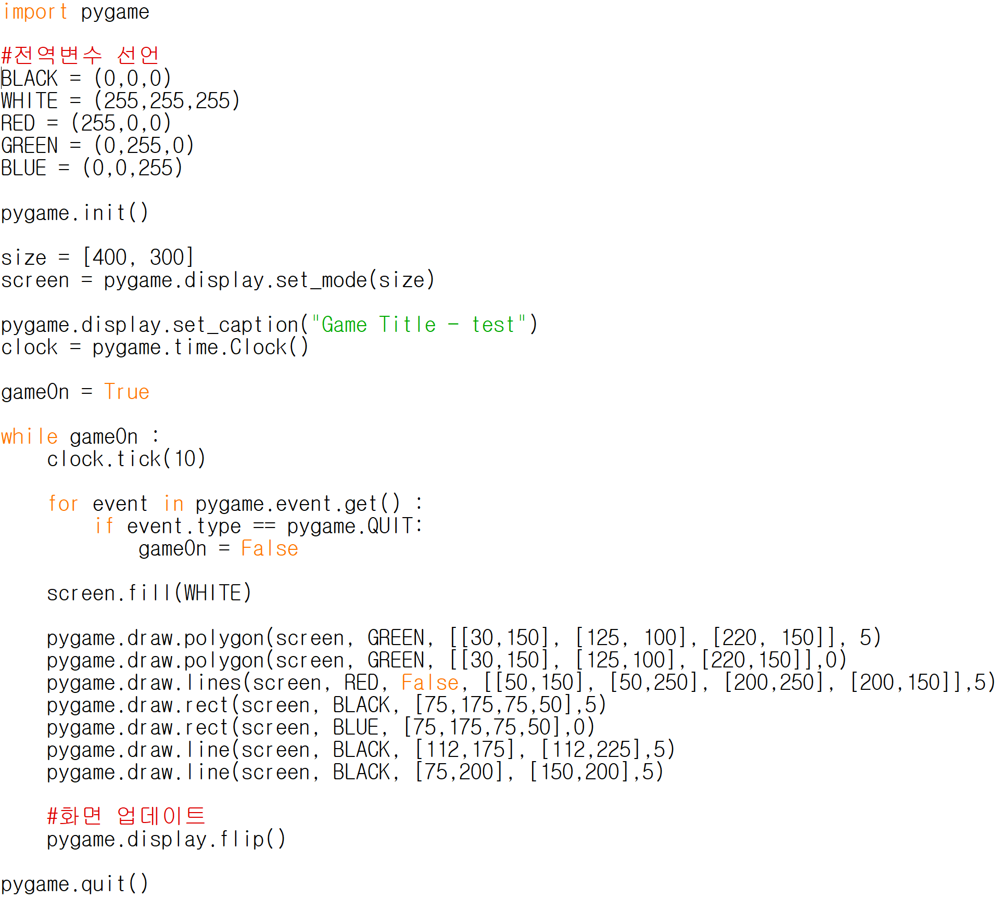 import pygame

#전역변수 선언
BLACK = (0,0,0)
WHITE = (255,255,255)
RED = (255,0,0)
GREEN = (0,255,0)
BLUE = (0,0,255)

pygame.init()

size = [400, 300]
screen = pygame.display.set_mode(size)

pygame.display.set_caption("Game Title - test")
clock = pygame.time.Clock()

gameOn = True

while gameOn :
    clock.tick(10)

    for event in pygame.event.get() :
        if event.type == pygame.QUIT:
            gameOn = False

    screen.fill(WHITE)

    pygame.draw.polygon(screen, GREEN, [[30,150], [125, 100], [220, 150]], 5)
    pygame.draw.polygon(screen, GREEN, [[30,150], [125,100], [220,150]],0)
    pygame.draw.lines(screen, RED, False, [[50,150], [50,250], [200,250], [200,150]],5)
    pygame.draw.rect(screen, BLACK, [75,175,75,50],5)
    pygame.draw.rect(screen, BLUE, [75,175,75,50],0)
    pygame.draw.line(screen, BLACK, [112,175], [112,225],5)
    pygame.draw.line(screen, BLACK, [75,200], [150,200],5)

    #화면 업데이트
    pygame.display.flip()

pygame.quit()